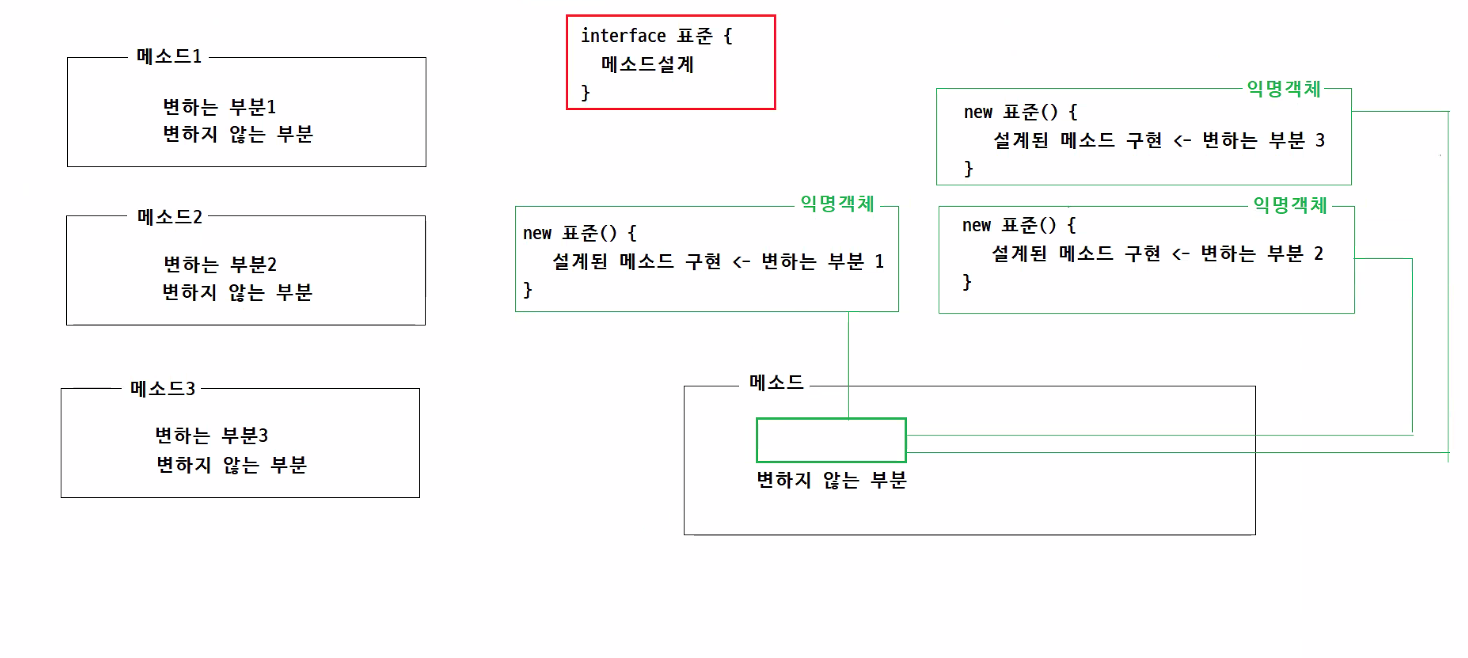 메소드1
변하는 부분1
변하지 않는 부분
메소드2
변하는 부분2
변하지 않는 부분
메소드3
변하는 부분3
변하지 않는 부분
interface 표준 {
메소드설계
}
익명객체
new 표준() {
설계된 메소드 구현 <- 변하는 부분 1
}
익명객체
new 표준() {
설계된 메소드 구현 <- 변하는 부분 3
}
익명객체
new 표준() {
설계된 메소드 구현 <- 변하는 부분 2
}
메소드
변하지 않는 부분